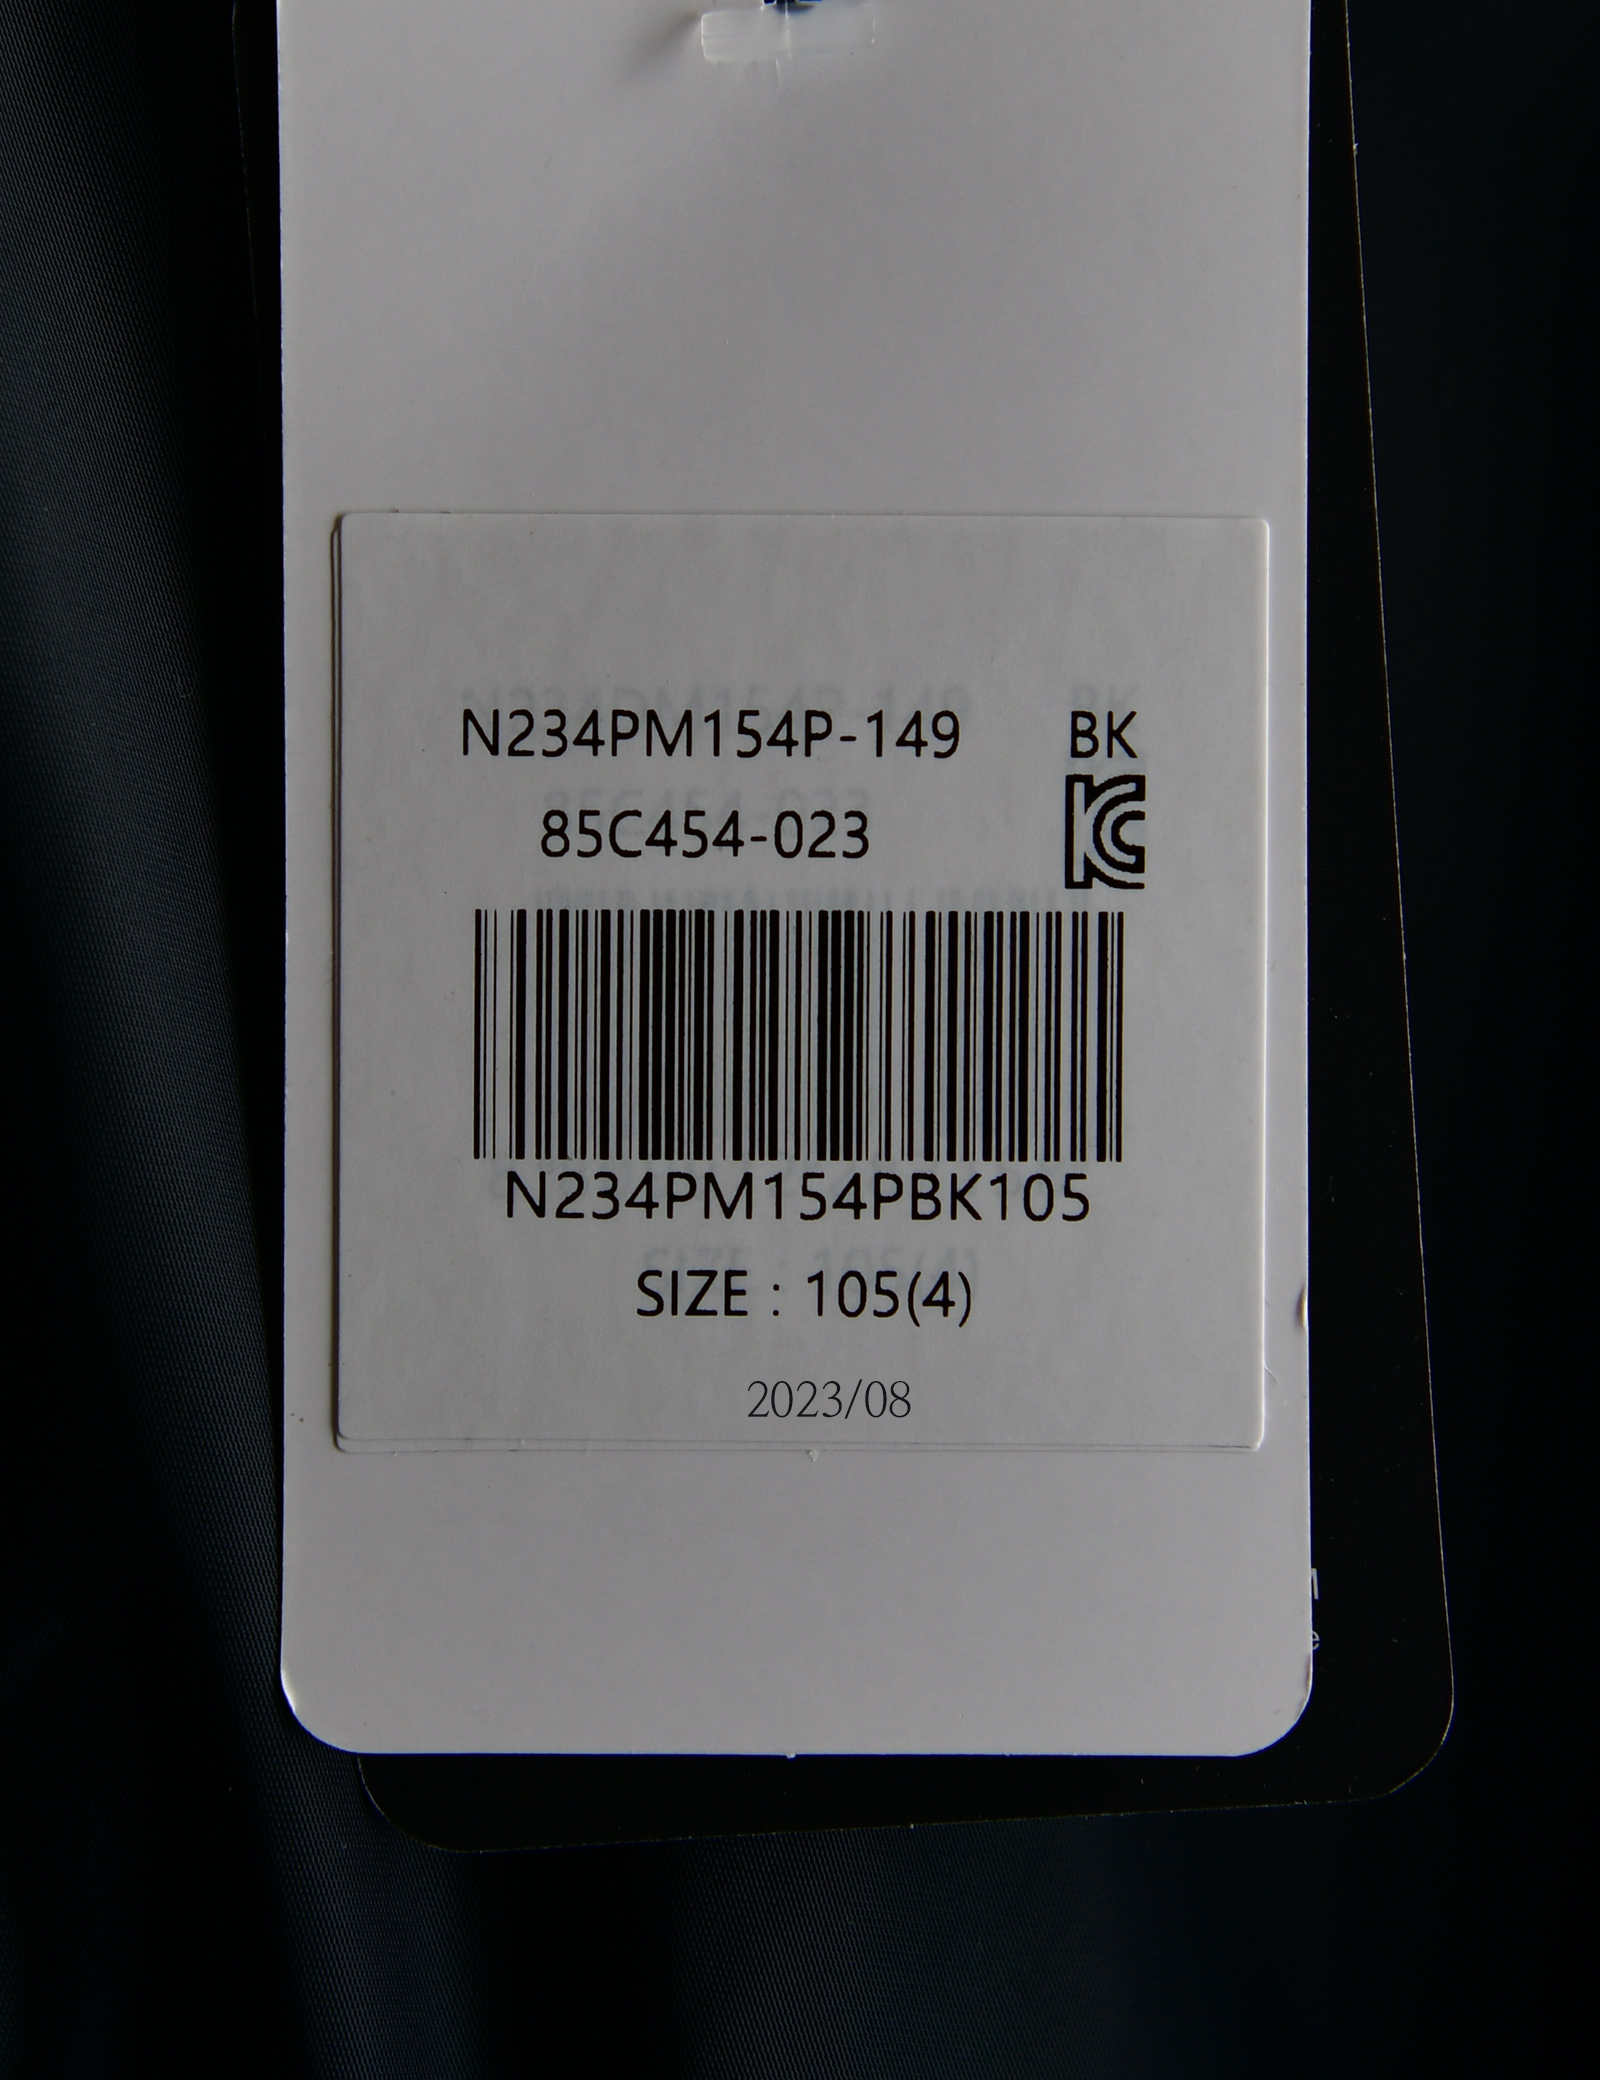 N234PM154P-149 BK
85C454-023
N234PM154PBK105
SIZE : 105(4)
2023/08